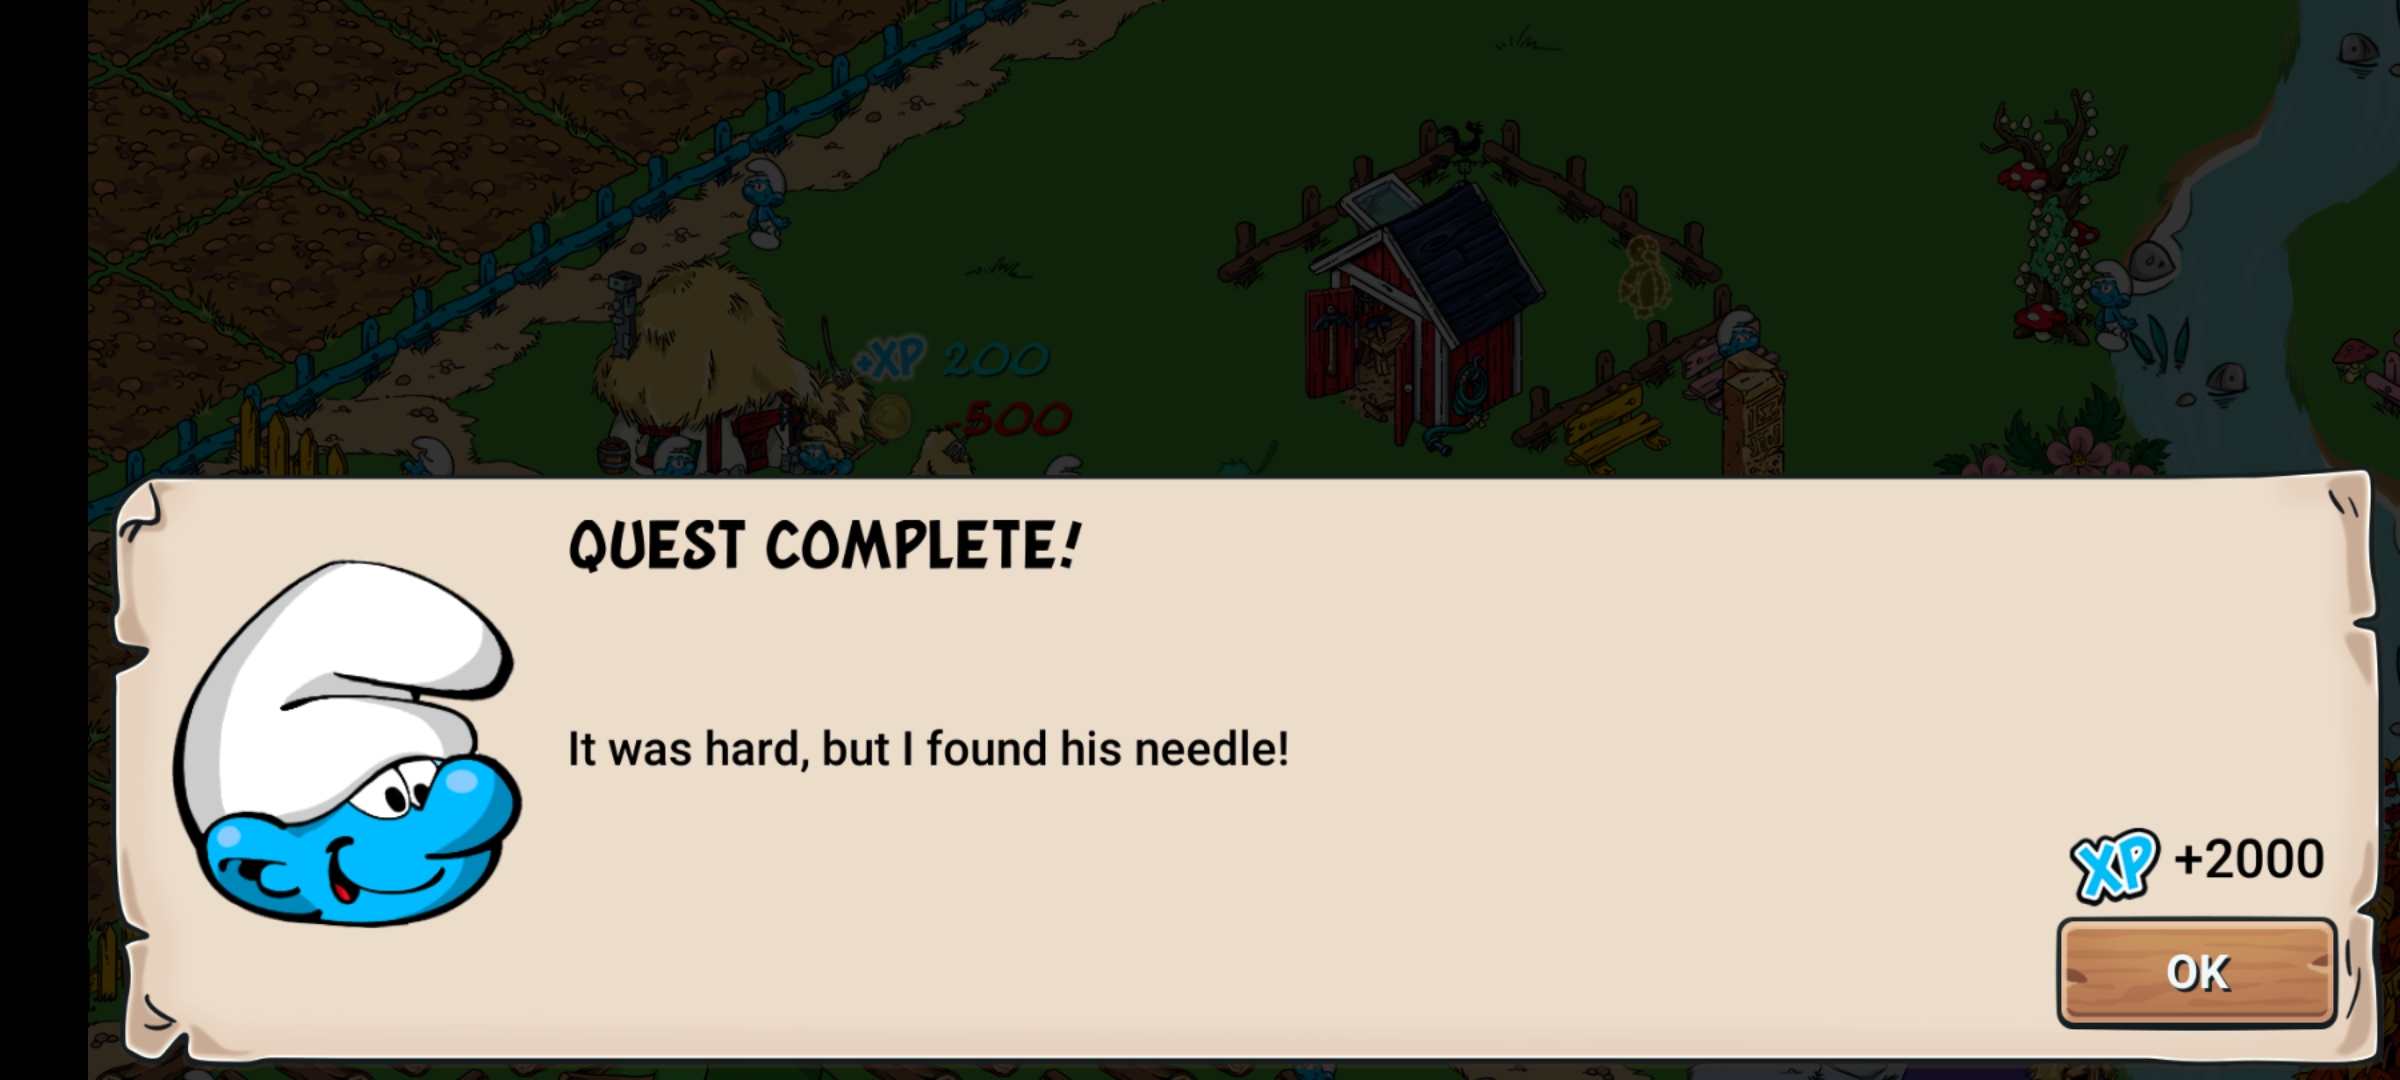 +XP 200
-500
QUEST COMPLETE!
It was hard, but I found his needle!
XP +2000
OK